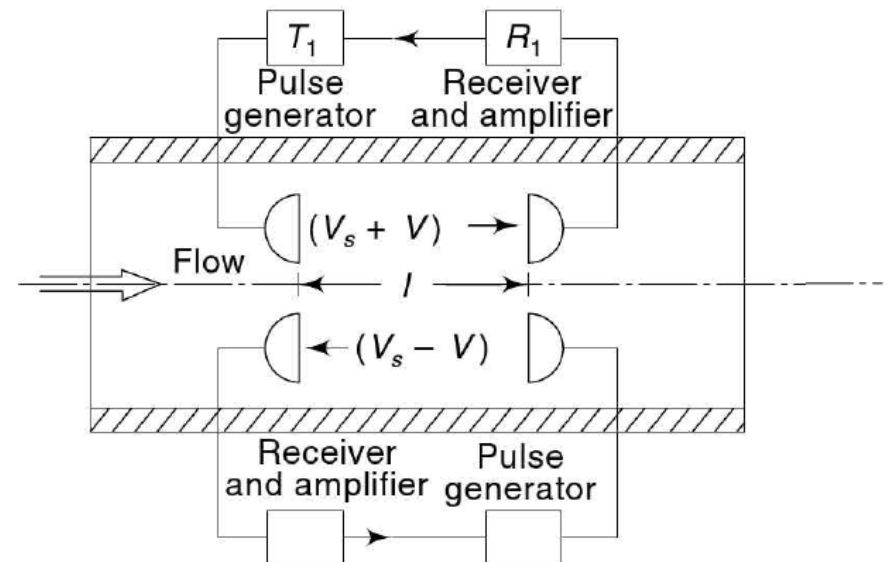 T₁
R₁
Pulse
generator
Receiver
and amplifier
(Vₛ + V)
Flow
l
(Vₛ − V)
Receiver
and amplifier
Pulse
generator